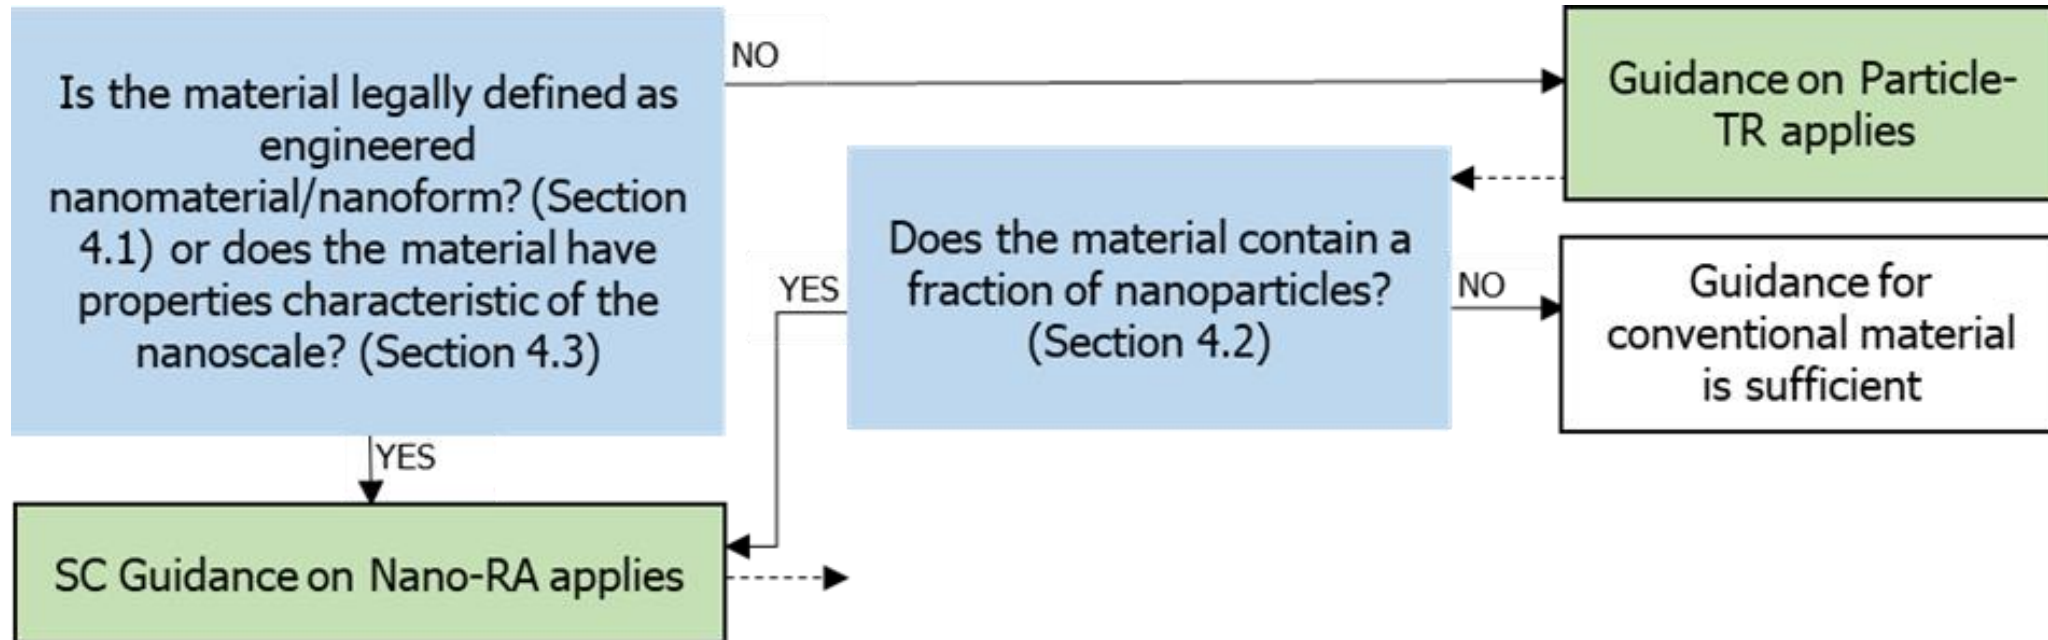 Is the material legally defined as
engineered
nanomaterial/nanoform? (Section
4.1) or does the material have
properties characteristic of the
nanoscale? (Section 4.3)
NO
Guidance on Particle-
TR applies
Does the material contain a
fraction of nanoparticles?
(Section 4.2)
YES
NO
Guidance for
conventional material
is sufficient
YES
SC Guidance on Nano-RA applies